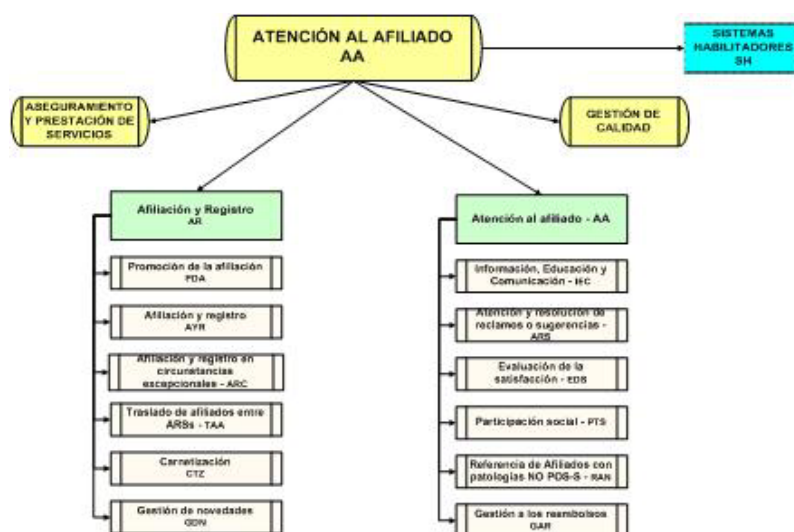 ATENCIÓN AL AFILIADO
AA
SISTEMAS
HABILITADORES
SH
ASEGURAMIENTO
Y PRESTACIÓN DE
SERVICIOS
GESTIÓN DE
CALIDAD
Afiliación y Registro
AR
Promoción de la afiliación
PDA
Afiliación y registro
AYR
Afiliación y registro en
circunstancias
excepcionales - ARC
Traslado de afiliados entre
ARSs - TAA
Carnetización
CTZ
Gestión de novedades
GDN
Atención al afiliado - AA
Información, Educación y
Comunicación - IEC
Atención y resolución de
reclamos o sugerencias -
ARS
Evaluación de la
satisfacción - EDS
Participación social - PTS
Referencia de Afiliados con
patologías NO POS-S - RAN
Gestión a los reembolsos
GAR